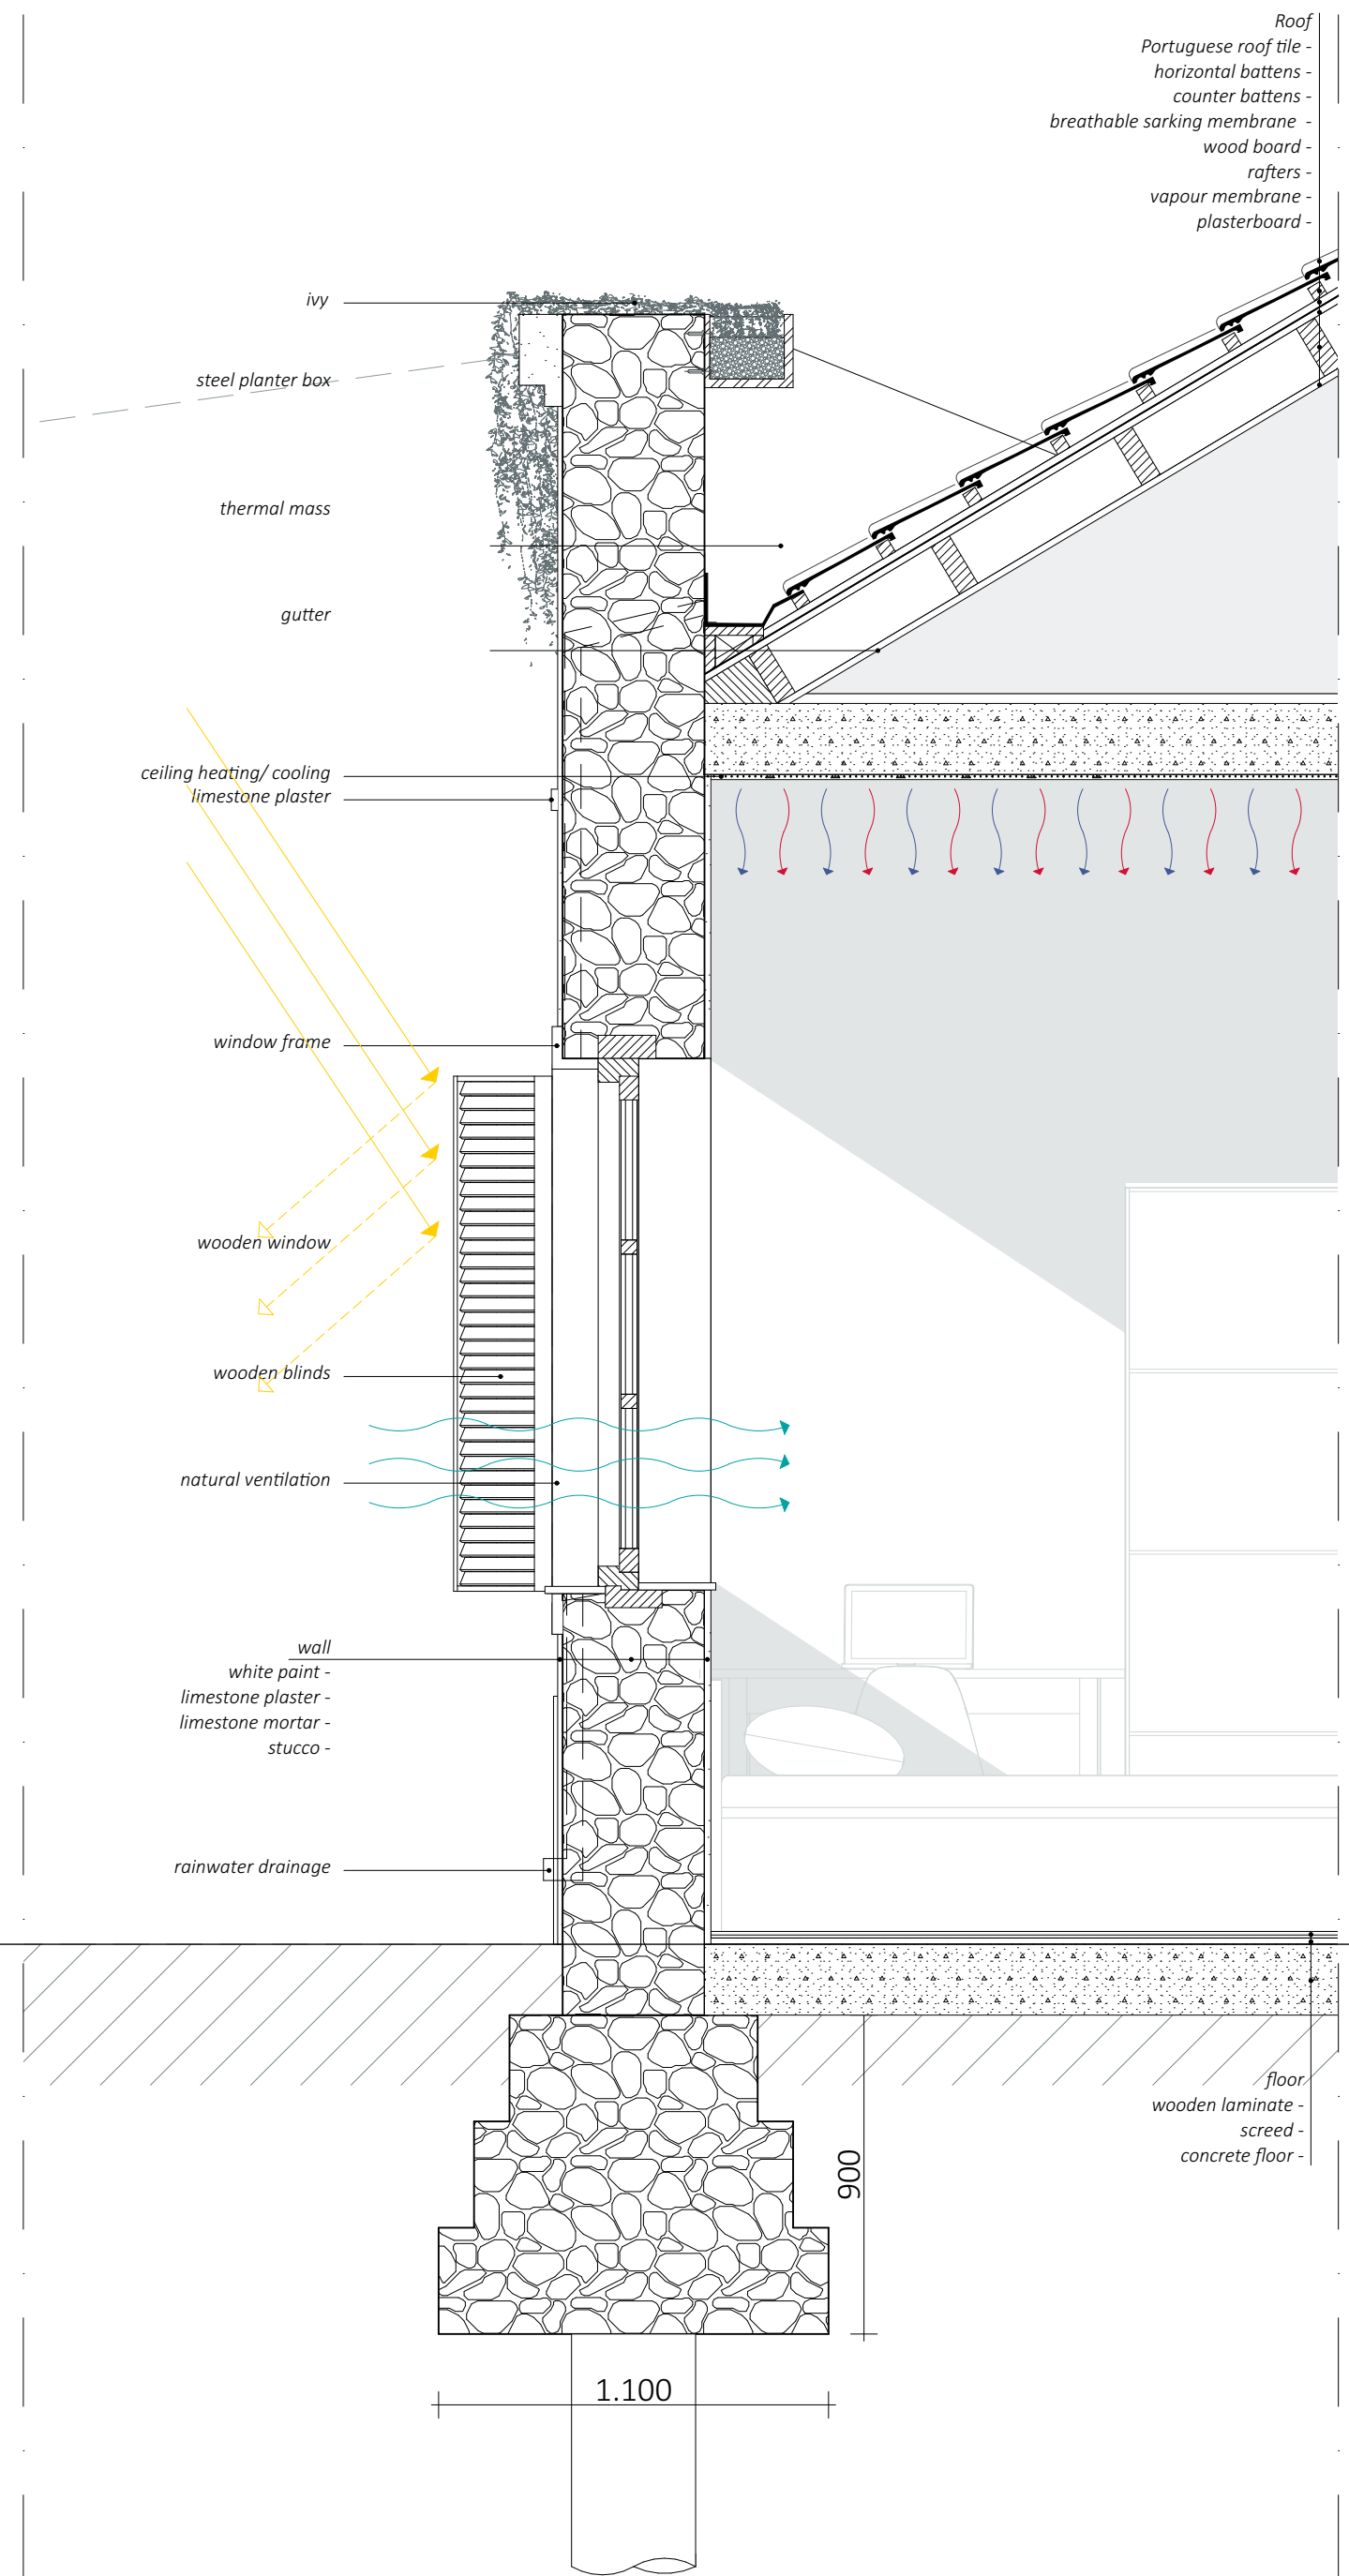 Roof
Portuguese roof tile -
horizontal battens -
counter battens -
breathable sarking membrane -
wood board -
rafters -
vapour membrane -
plasterboard -
ivy
steel planter box
thermal mass
gutter
ceiling heating/ cooling
limestone plaster
window frame
wooden window
wooden blinds
natural ventilation
wall
white paint -
limestone plaster -
limestone mortar -
stucco -
rainwater drainage
floor
wooden laminate -
screed -
concrete floor -
900
1.100